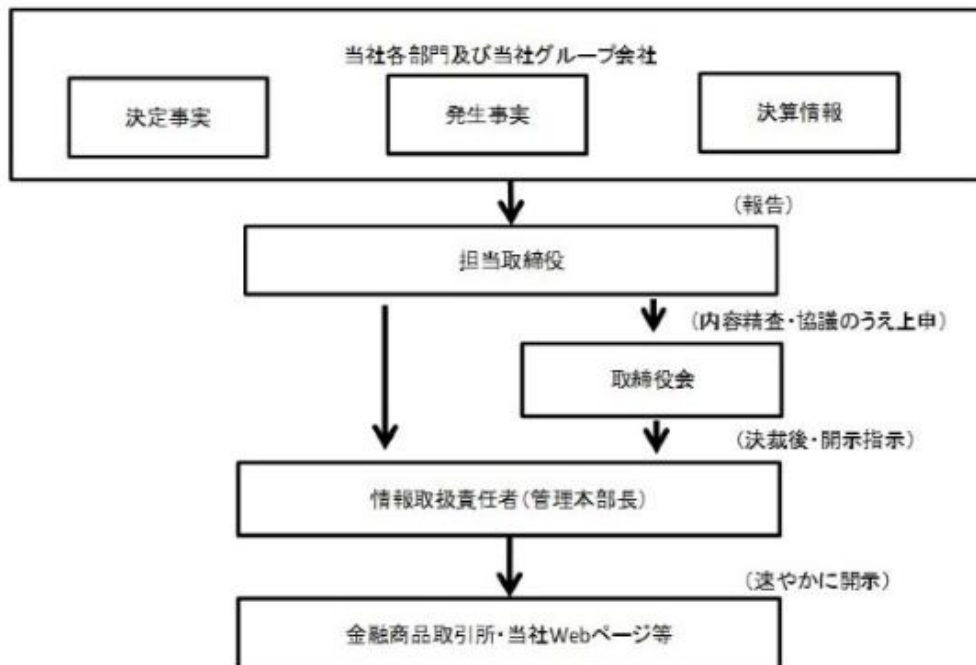 当社各部門及び当社グループ会社
決定事実
発生事実
決算情報
(報告)
担当取締役
(内容精査・協議のうえ上申)
取締役会
(決裁後・開示指示)
情報取扱責任者(管理本部長)
(速やかに開示)
金融商品取引所・当社Webページ等